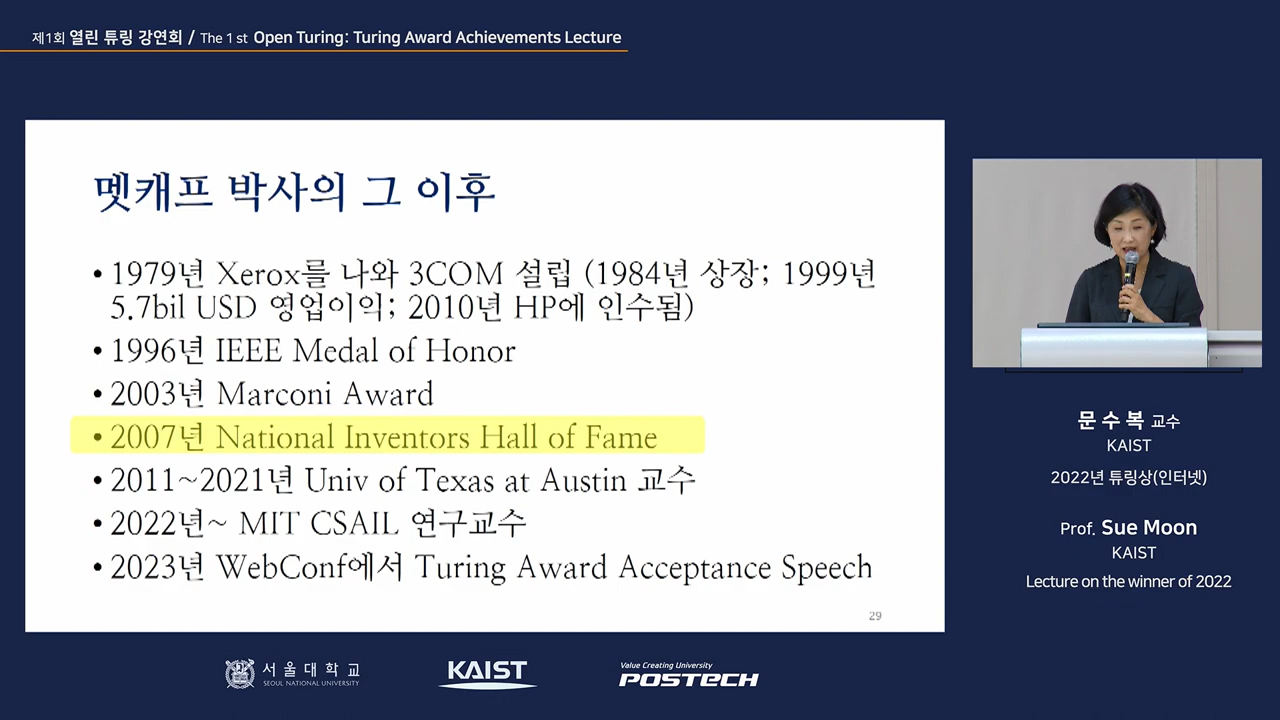 제1회 열린 튜링 강연회 / The 1 st Open Turing: Turing Award Achievements Lecture
멧캐프 박사의 그 이후
• 1979년 Xerox를 나와 3COM 설립 (1984년 상장; 1999년
5.7bil USD 영업이익; 2010년 HP에 인수됨)
• 1996년 IEEE Medal of Honor
• 2003년 Marconi Award
• 2007년 National Inventors Hall of Fame
• 2011~2021년 Univ of Texas at Austin 교수
• 2022년~ MIT CSAIL 연구교수
• 2023년 WebConf에서 Turing Award Acceptance Speech
29
문수복 교수
KAIST
2022년 튜링상(인터넷)
Prof. Sue Moon
KAIST
Lecture on the winner of 2022
서울대학교
SEOUL NATIONAL UNIVERSITY
KAIST
Value Creating University
POSTECH